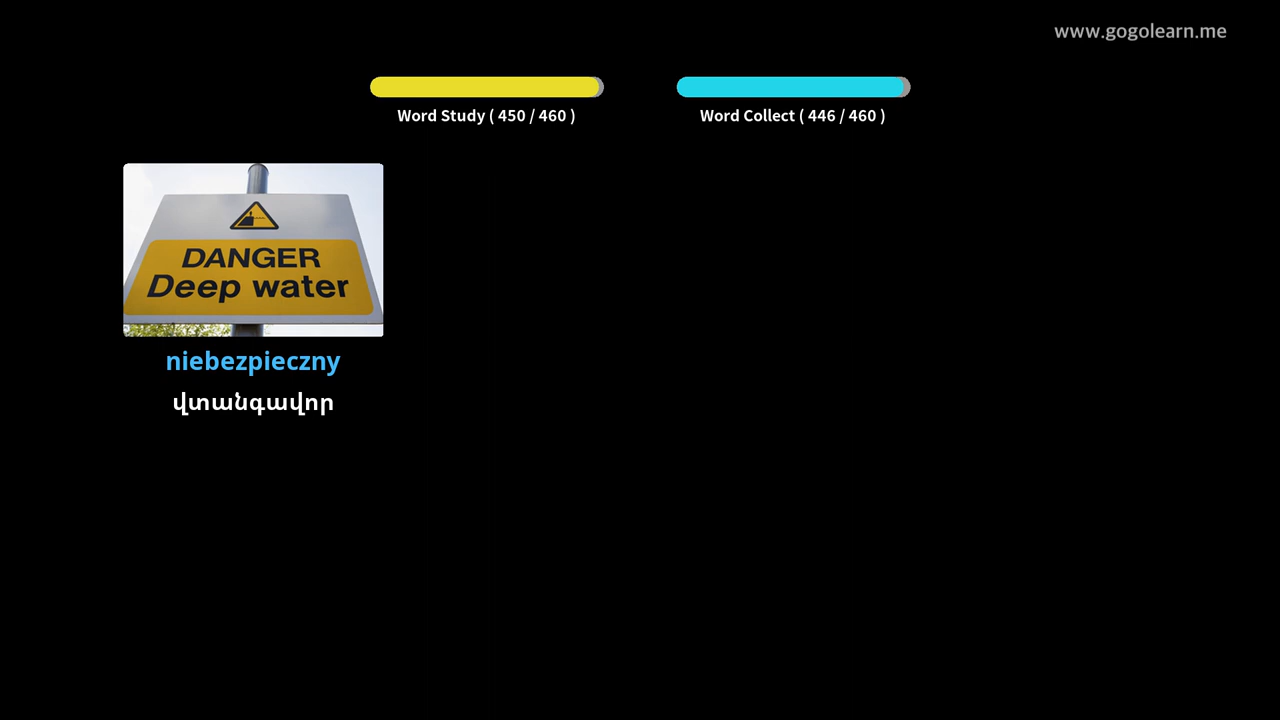 www.gogolearn.me
Word Study ( 450 / 460 )
Word Collect ( 446 / 460 )
DANGER
Deep water
niebezpieczny
վտանգավոր